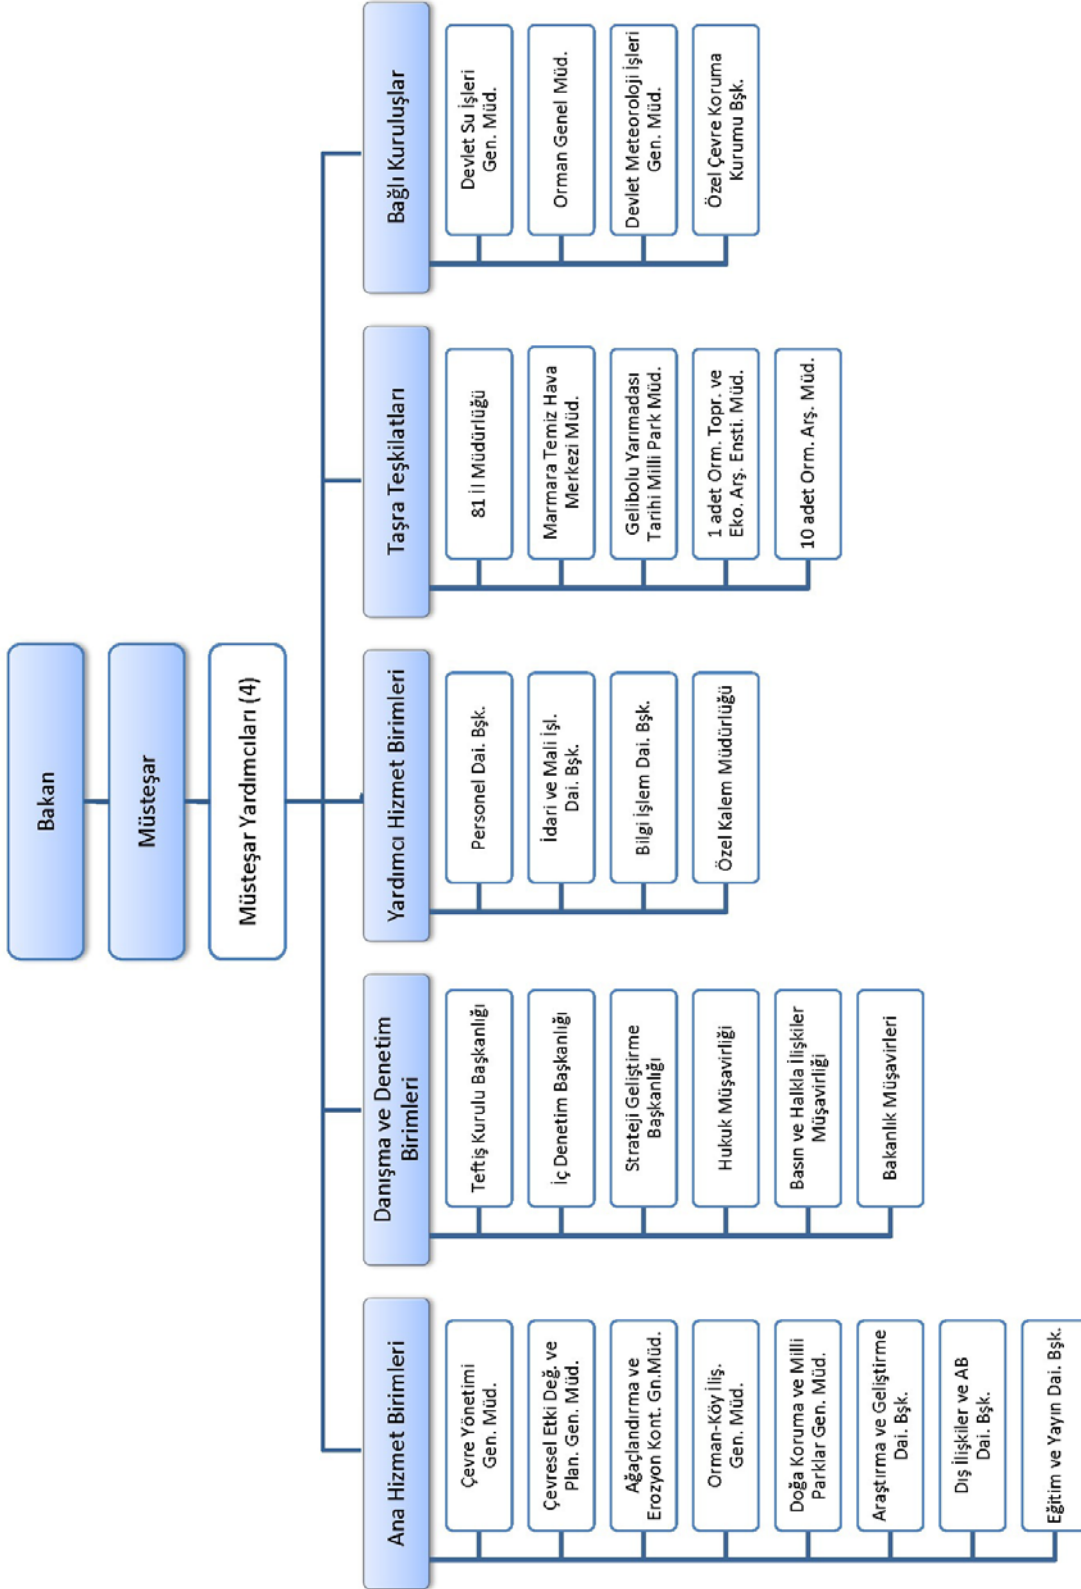 Bakan
Müsteşar
Müsteşar Yardımcıları (4)
Ana Hizmet Birimleri
Çevre Yönetimi
Gen. Müd.
Çevresel Etki Değ. ve
Plan. Gen. Müd.
Ağaçlandırma ve
Erozyon Kont. Gn.Müd.
Orman-Köy İliş.
Gen. Müd.
Doğa Koruma ve Milli
Parklar Gen. Müd.
Araştırma ve Geliştirme
Dai. Bşk.
Dış İlişkiler ve AB
Dai. Bşk.
Eğitim ve Yayın Dai. Bşk.
Danışma ve Denetim
Birimleri
Teftiş Kurulu Başkanlığı
İç Denetim Başkanlığı
Strateji Geliştirme
Başkanlığı
Hukuk Müşavirliği
Basın ve Halkla İlişkiler
Müşavirliği
Bakanlık Müşavirleri
Yardımcı Hizmet Birimleri
Personel Dai. Bşk.
İdari ve Mali İşl.
Dai. Bşk.
Bilgi İşlem Dai. Bşk.
Özel Kalem Müdürlüğü
Taşra Teşkilatları
81 İl Müdürlüğü
Marmara Temiz Hava
Merkezi Müd.
Gelibolu Yarımadası
Tarihi Milli Park Müd.
1 adet Orm. Topr. ve
Eko. Arş. Ensti. Müd.
10 adet Orm. Arş. Müd.
Bağlı Kuruluşlar
Devlet Su İşleri
Gen. Müd.
Orman Genel Müd.
Devlet Meteoroloji İşleri
Gen. Müd.
Özel Çevre Koruma
Kurumu Bşk.